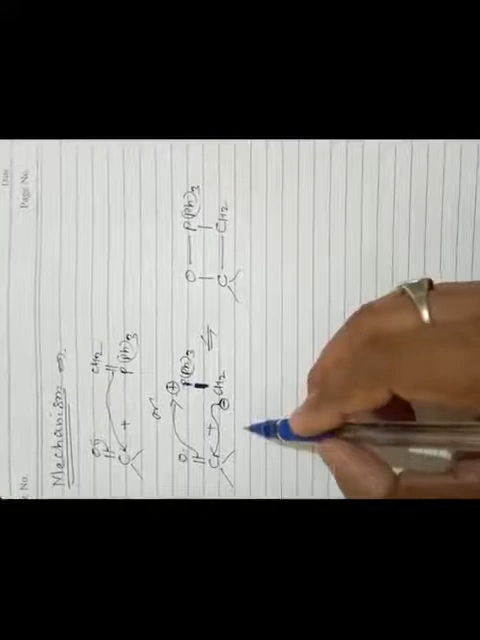 Date
Page No.
e No.
Mechanism ⇒
O CH2
|| ||
C + P(Ph)3
or
O ⊕ P(Ph)3 O — P(Ph)3
|| | ⇌ | |
C + ⊖ CH2 C — CH2